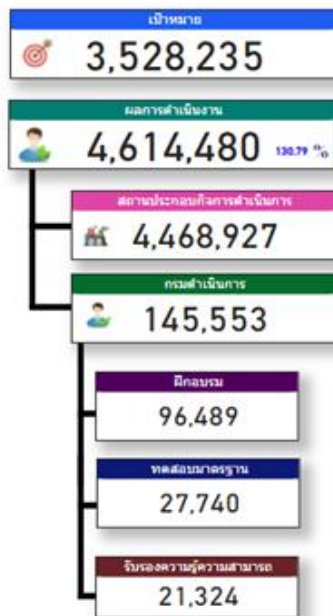 เป้าหมาย
3,528,235
ผลการดำเนินงาน
4,614,480 130.79 %
สถานประกอบกิจการดำเนินการ
4,468,927
กรมดำเนินการ
145,553
ฝึกอบรม
96,489
ทดสอบมาตรฐาน
27,740
รับรองความรู้ความสามารถ
21,324